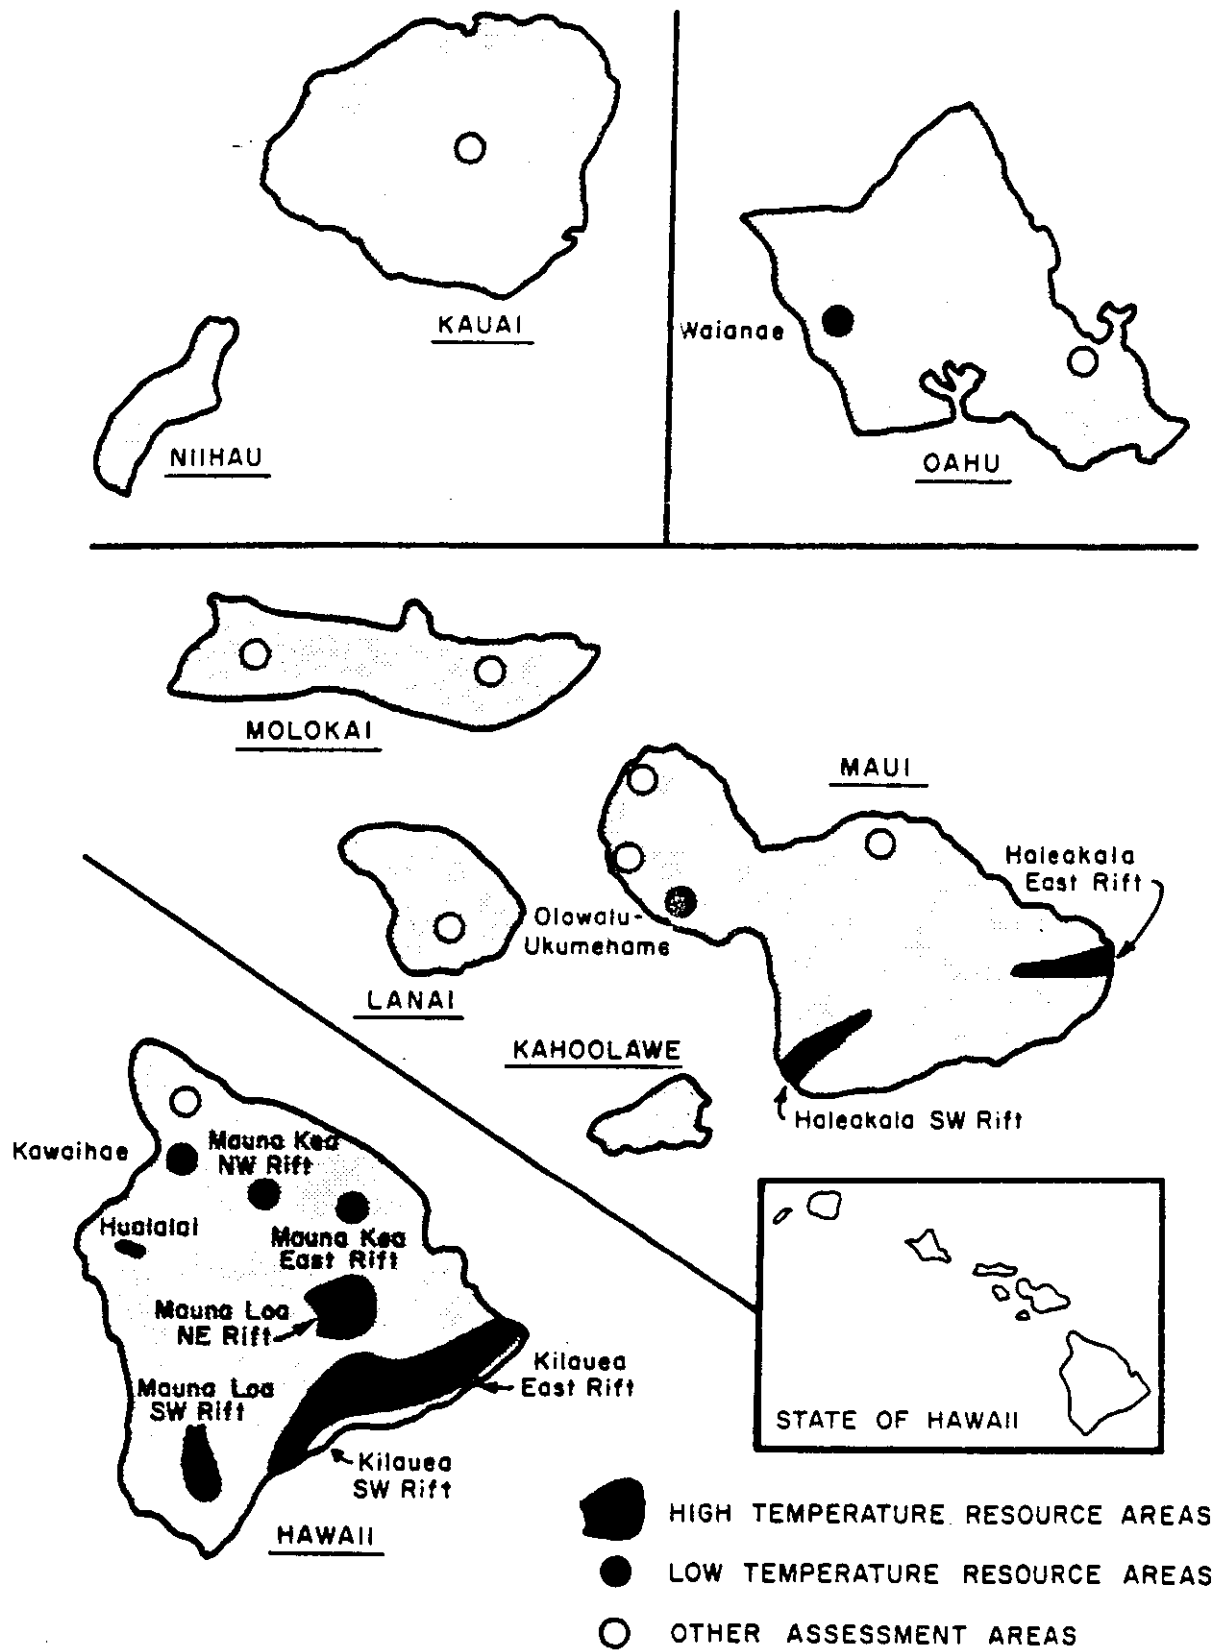 KAUAI
Waianae
NIIHAU
OAHU
MOLOKAI
MAUI
Haleakala
East Rift
Olowalu-
Ukumehame
LANAI
KAHOOLAWE
Haleakala SW Rift
Kawaihae
Mauna Kea
NW Rift
Hualalai
Mauna Kea
East Rift
Mauna Loa
NE Rift
Kilauea
East Rift
Mauna Loa
SW Rift
Kilauea
SW Rift
HAWAII
STATE OF HAWAII
HIGH TEMPERATURE RESOURCE AREAS
LOW TEMPERATURE RESOURCE AREAS
OTHER ASSESSMENT AREAS